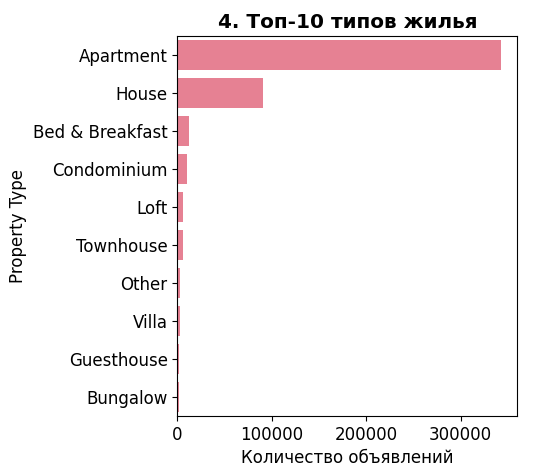 4. Топ-10 типов жилья
Property Type
Apartment
House
Bed & Breakfast
Condominium
Loft
Townhouse
Other
Villa
Guesthouse
Bungalow
0 100000 200000 300000
Количество объявлений